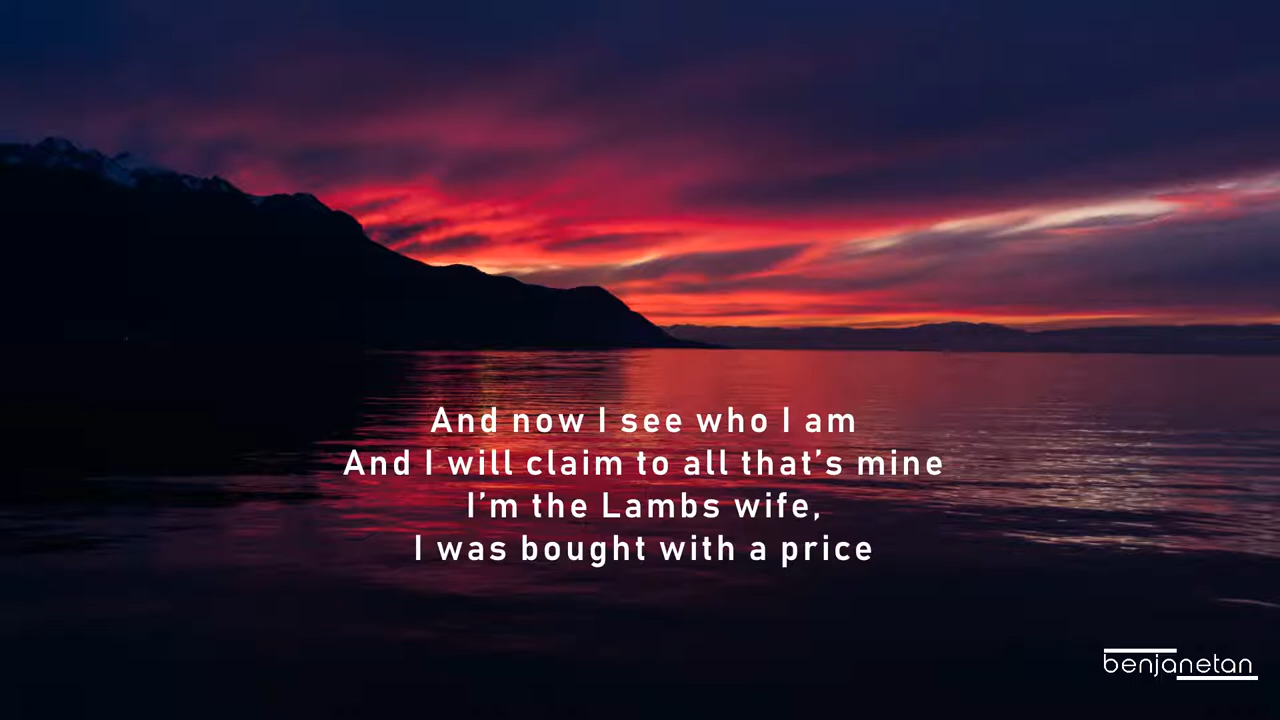 And now I see who I am
And I will claim to all that's mine
I'm the Lambs wife,
I was bought with a price
benjanetan